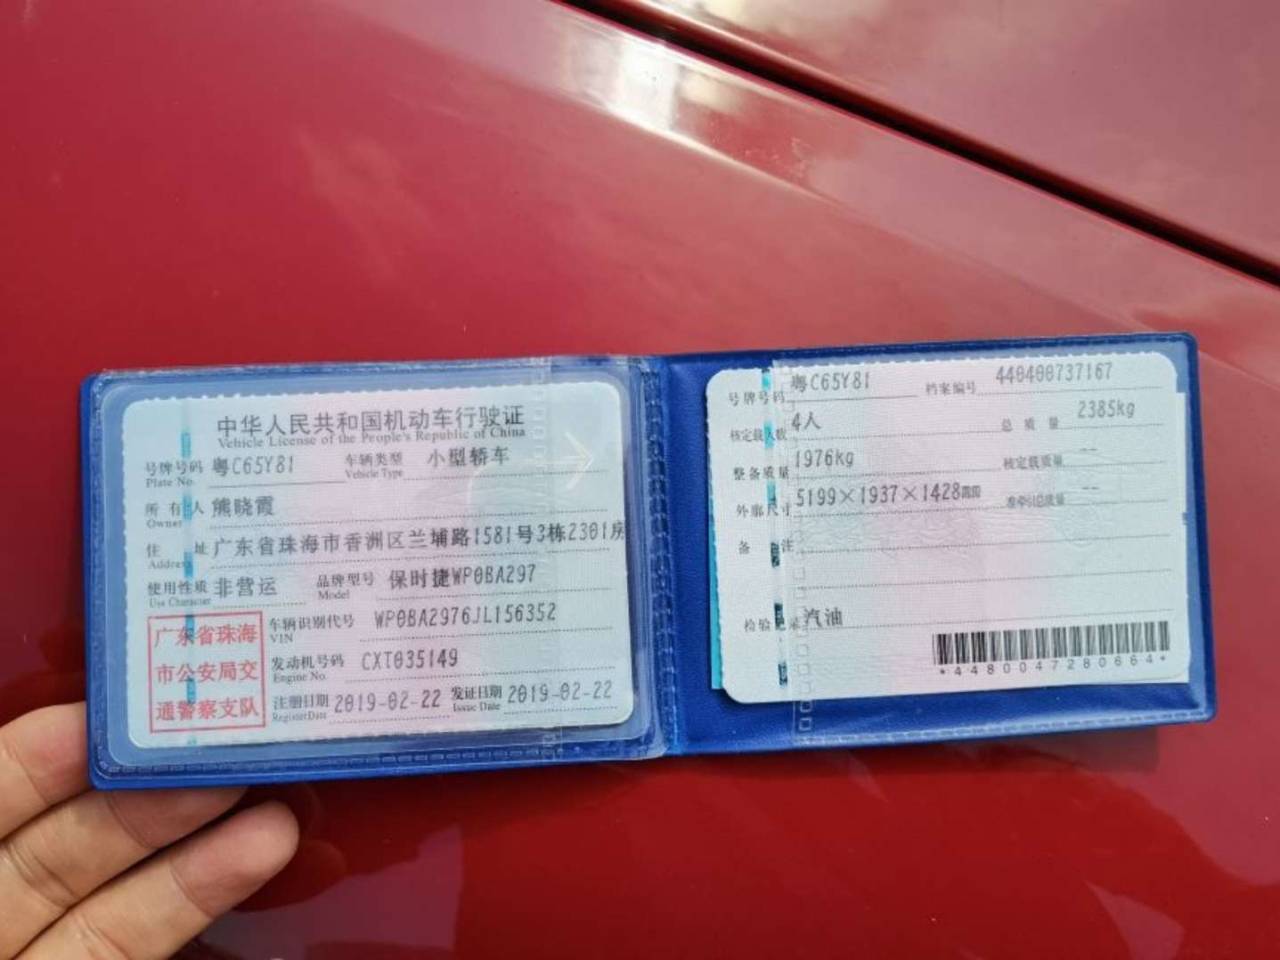 中华人民共和国机动车行驶证
Vehicle License of the People's Republic of China
号牌号码 粤C65Y81 车辆类型 小型轿车
Plate No. Vehicle Type
所有人 熊晓霞
Owner
住址 广东省珠海市香洲区兰埔路1581号3栋2301房
Address
使用性质 非营运 品牌型号 保时捷WP0BA297
Use Character Model
广东省珠海
市公安局交
通警察支队
车辆识别代号 WP0BA2976JL156352
VIN
发动机号码 CXT035149
Engine No.
注册日期 2019-02-22 发证日期 2019-02-22
Register Date Issue Date
号牌号码 粤C65Y81 档案编号 440400737167
核定载人数 4人 总质量 2385kg
整备质量 1976kg 核定载质量 --
外廓尺寸 5199×1937×1428 准牵引总质量 --
备注
检验记录 汽油
*4480047280664*